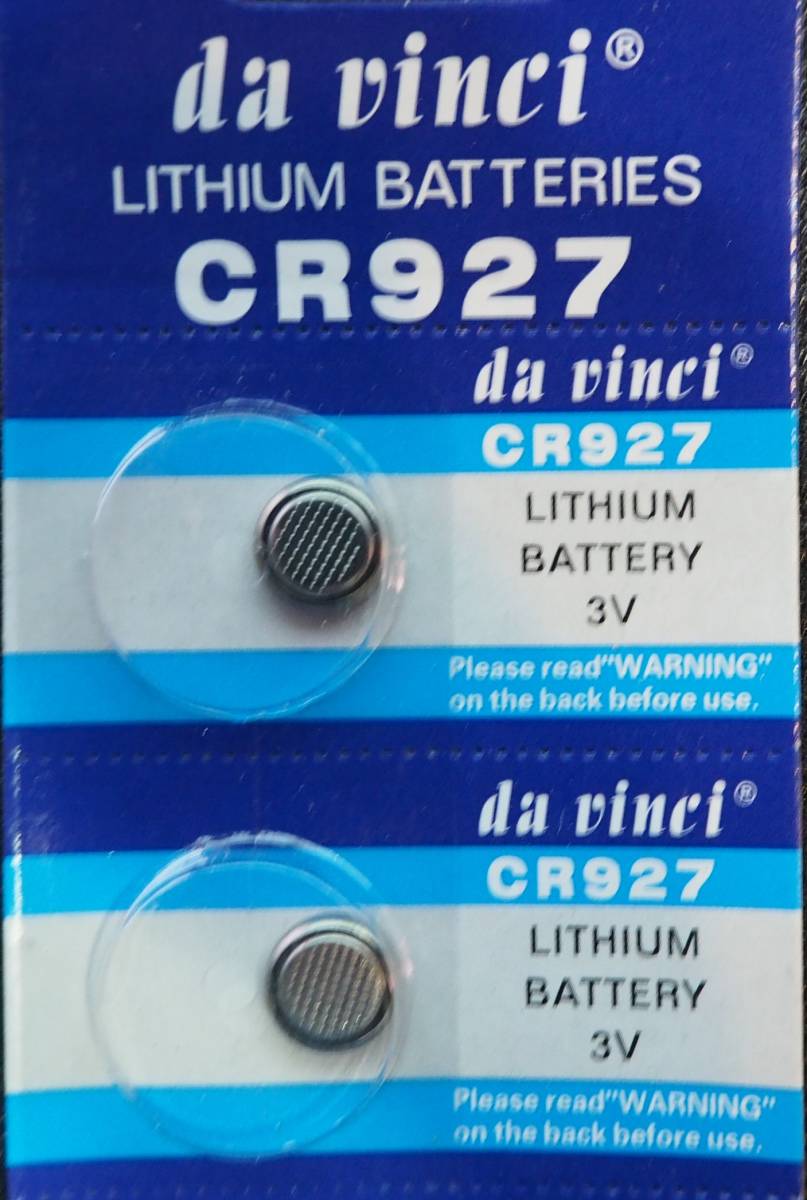 da vinci®
LITHIUM BATTERIES
CR927
da vinci®
CR927
LITHIUM
BATTERY
3V
Please read"WARNING"
on the back before use.
da vinci®
CR927
LITHIUM
BATTERY
3V
Please read"WARNING"
on the back before use.